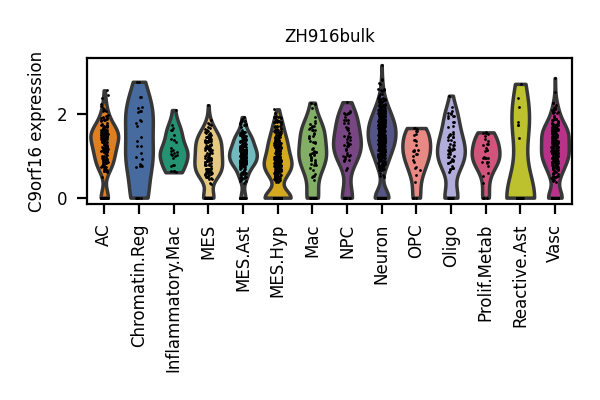 ZH916bulk
C9orf16 expression
2
0
AC
Chromatin.Reg
Inflammatory.Mac
MES
MES.Ast
MES.Hyp
Mac
NPC
Neuron
OPC
Oligo
Prolif.Metab
Reactive.Ast
Vasc